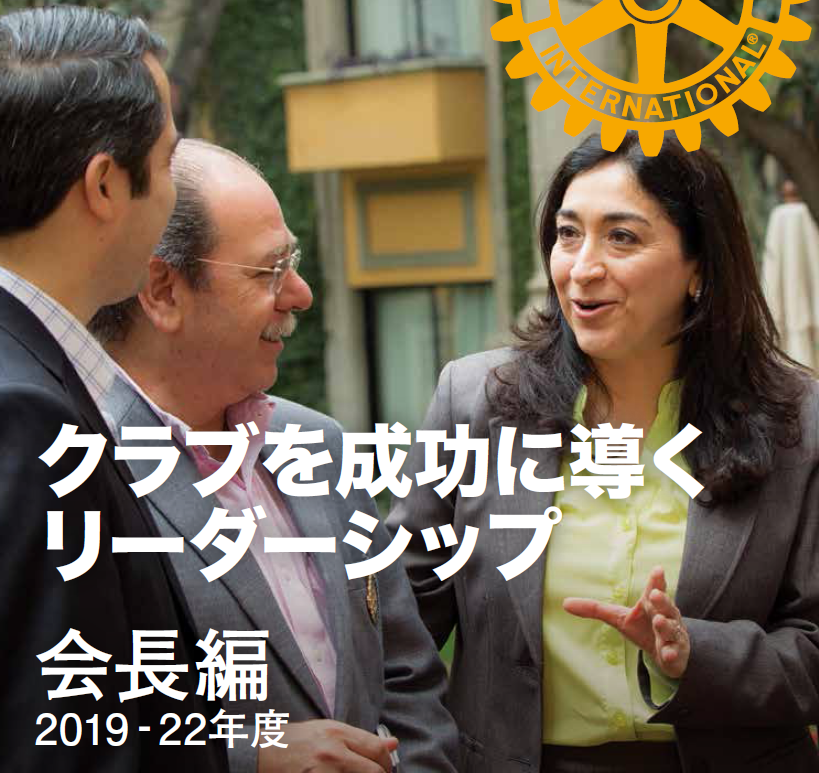 INTERNATIONAL®
クラブを成功に導く
リーダーシップ
会長編
2019 - 22年度